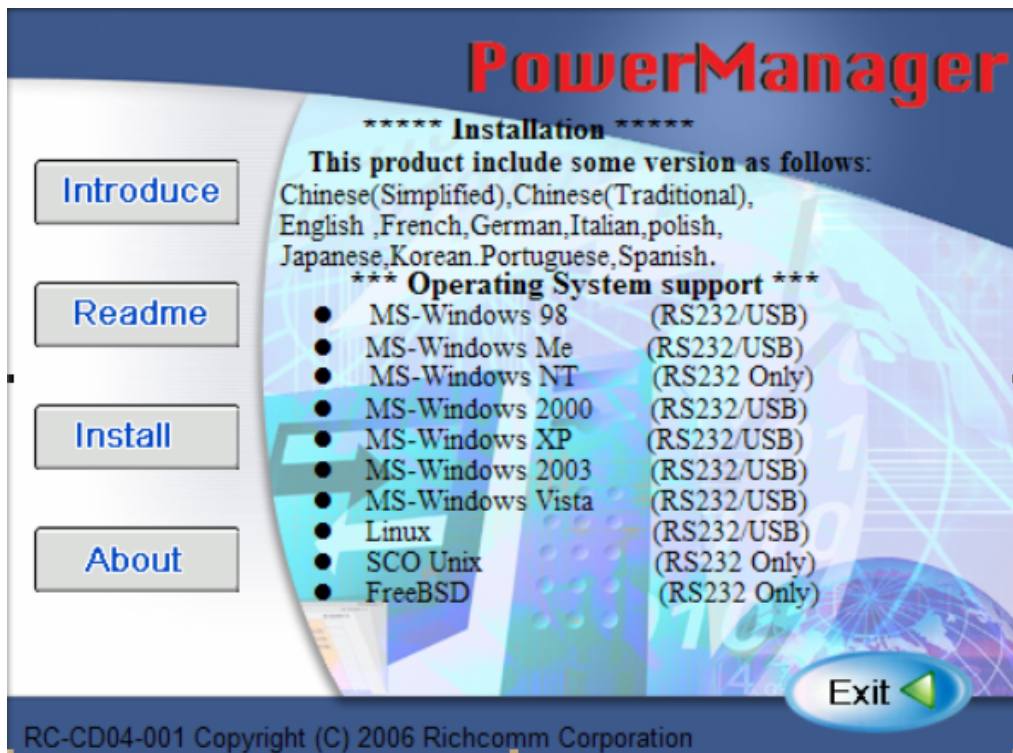 PowerManager
***** Installation *****
This product include some version as follows:
Chinese(Simplified),Chinese(Traditional),
English ,French,German,Italian,polish,
Japanese,Korean.Portuguese,Spanish.
*** Operating System support ***
● MS-Windows 98 (RS232/USB)
● MS-Windows Me (RS232/USB)
● MS-Windows NT (RS232 Only)
● MS-Windows 2000 (RS232/USB)
● MS-Windows XP (RS232/USB)
● MS-Windows 2003 (RS232/USB)
● MS-Windows Vista (RS232/USB)
● Linux (RS232/USB)
● SCO Unix (RS232 Only)
● FreeBSD (RS232 Only)
Introduce
Readme
Install
About
Exit
RC-CD04-001 Copyright (C) 2006 Richcomm Corporation